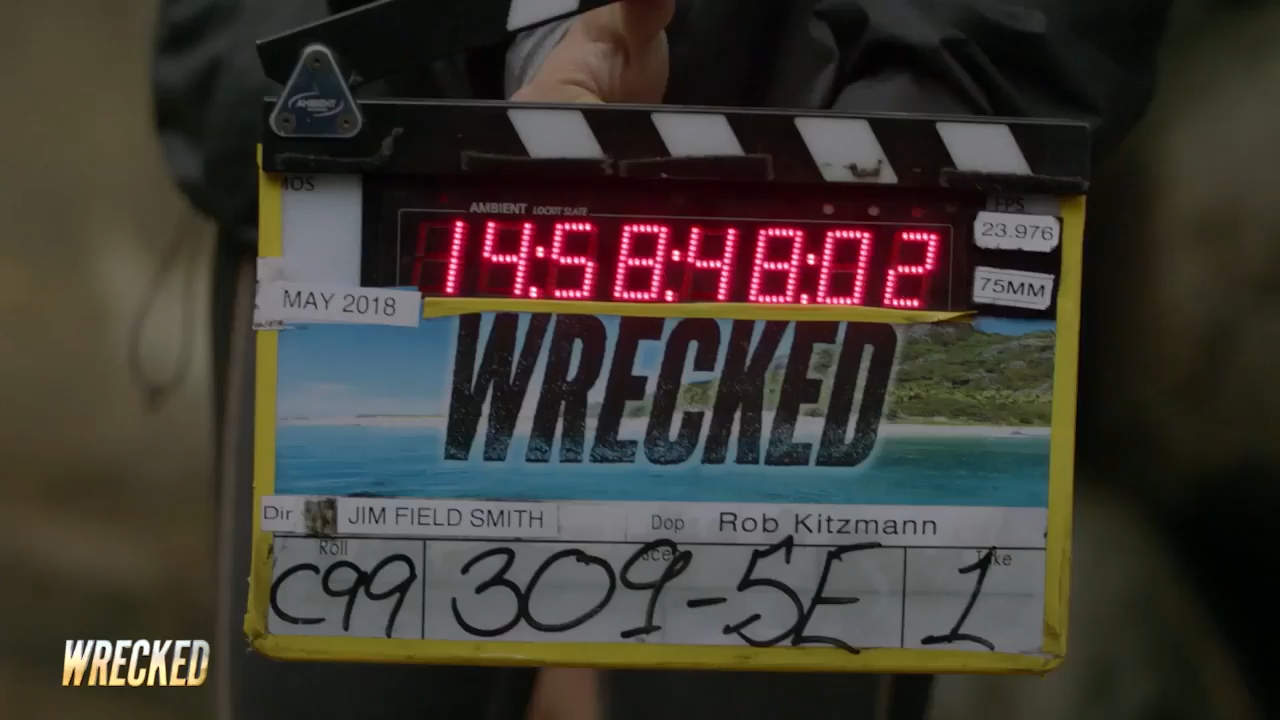 AMBIENT
MOS
AMBIENT LOCKIT SLATE
FPS
14:58:48:02
23.976
75MM
MAY 2018
WRECKED
Dir JIM FIELD SMITH Dop Rob Kitzmann
Roll Scene Take
C99 309-5E 1
WRECKED